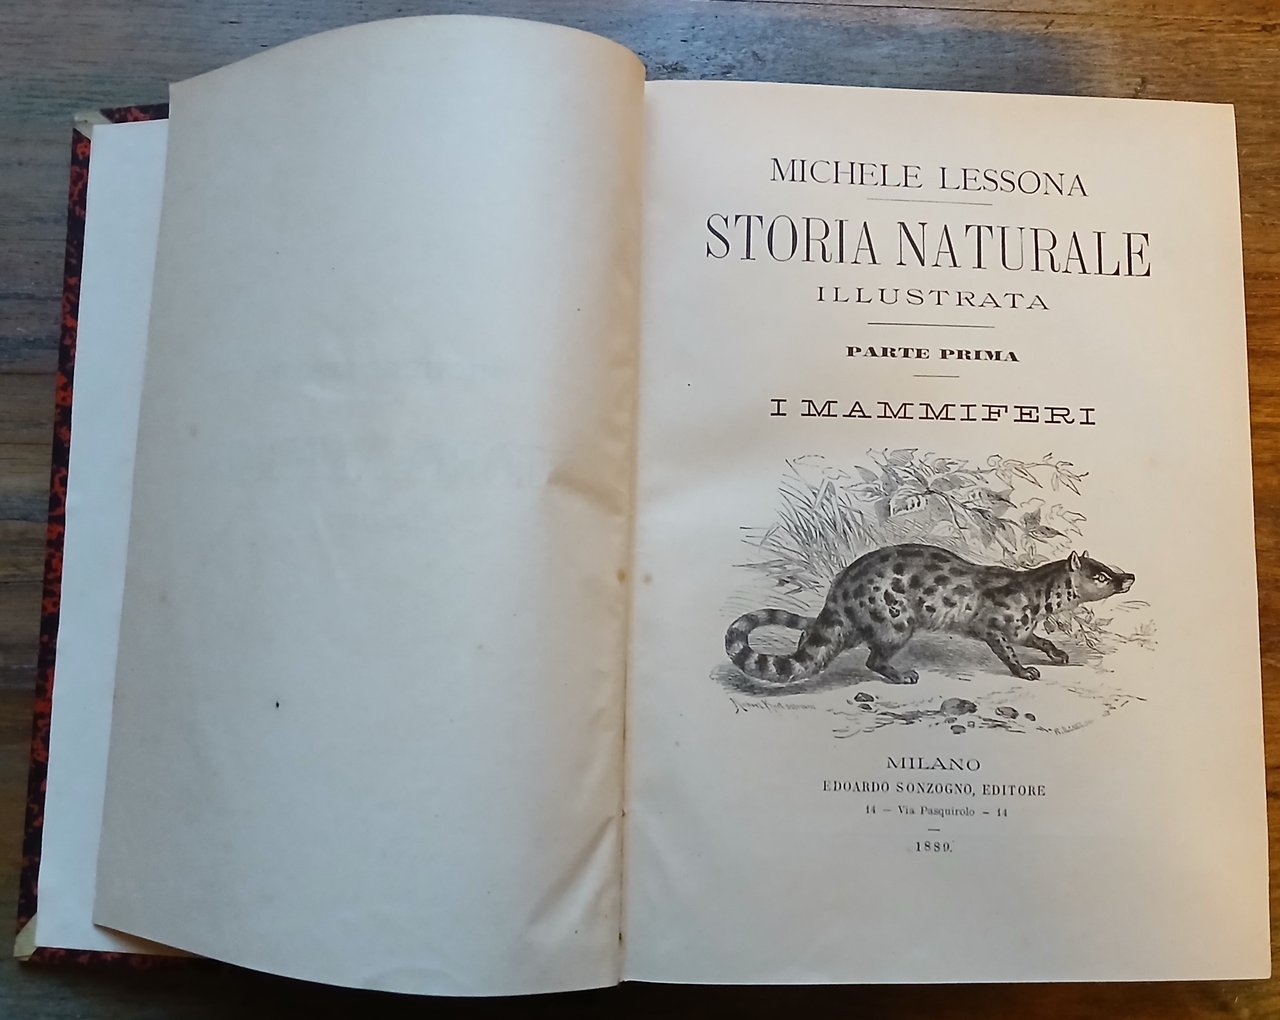 MICHELE LESSONA
STORIA NATURALE
ILLUSTRATA
PARTE PRIMA
I MAMMIFERI
MILANO
EDOARDO SONZOGNO, EDITORE
14 — Via Pasquirolo — 14
1889.